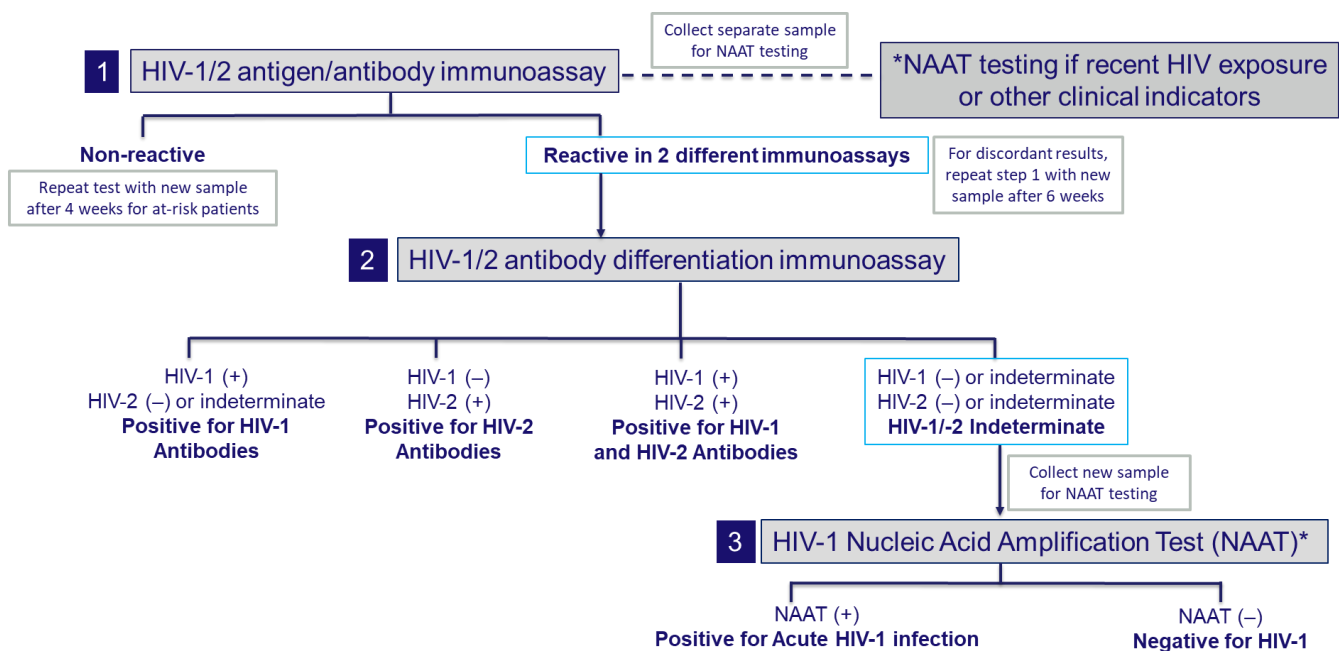 Collect separate sample
for NAAT testing
1
HIV-1/2 antigen/antibody immunoassay
*NAAT testing if recent HIV exposure
or other clinical indicators
Non-reactive
Repeat test with new sample
after 4 weeks for at-risk patients
Reactive in 2 different immunoassays
For discordant results,
repeat step 1 with new
sample after 6 weeks
2
HIV-1/2 antibody differentiation immunoassay
HIV-1 (+)
HIV-2 (–) or indeterminate
Positive for HIV-1
Antibodies
HIV-1 (–)
HIV-2 (+)
Positive for HIV-2
Antibodies
HIV-1 (+)
HIV-2 (+)
Positive for HIV-1
and HIV-2 Antibodies
HIV-1 (–) or indeterminate
HIV-2 (–) or indeterminate
HIV-1/-2 Indeterminate
Collect new sample
for NAAT testing
3
HIV-1 Nucleic Acid Amplification Test (NAAT)*
NAAT (+)
Positive for Acute HIV-1 infection
NAAT (–)
Negative for HIV-1